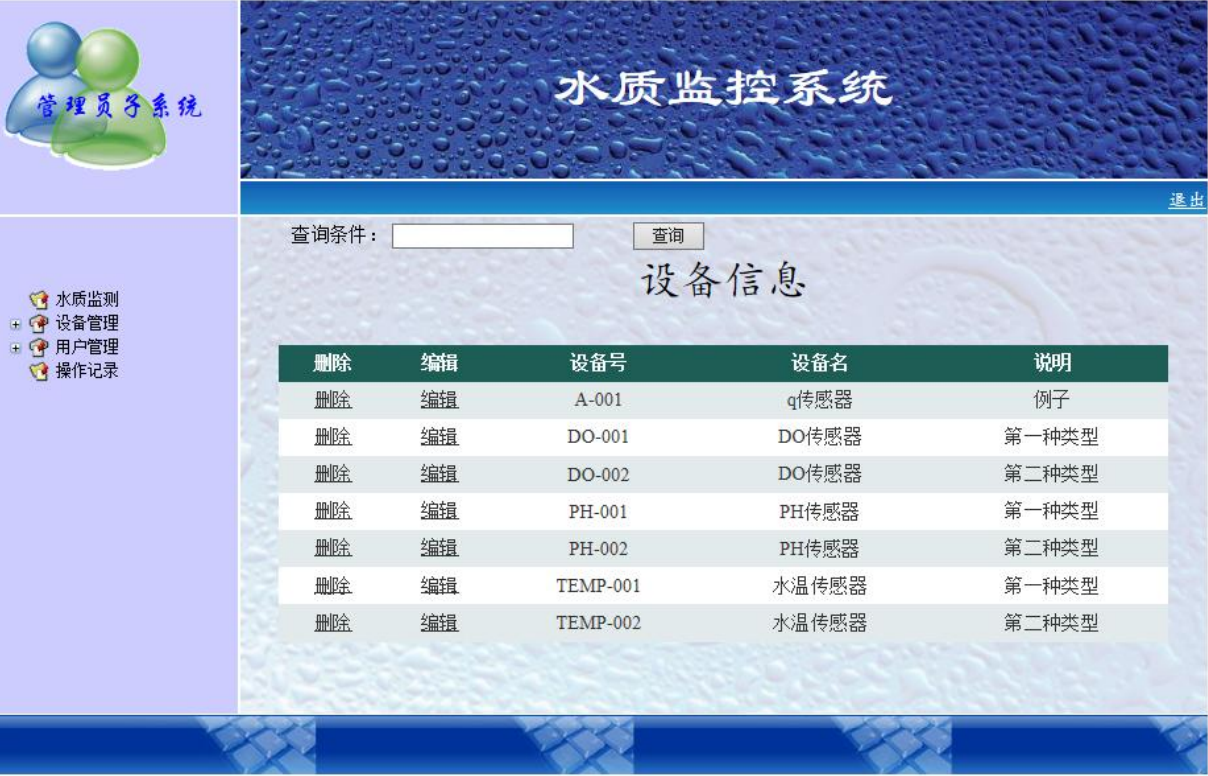 管理员子系统
水质监控系统
退出
查询条件： 查询
设备信息
水质监测
设备管理
用户管理
操作记录
删除 编辑 设备号 设备名 说明
删除 编辑 A-001 q传感器 例子
删除 编辑 DO-001 DO传感器 第一种类型
删除 编辑 DO-002 DO传感器 第二种类型
删除 编辑 PH-001 PH传感器 第一种类型
删除 编辑 PH-002 PH传感器 第二种类型
删除 编辑 TEMP-001 水温传感器 第一种类型
删除 编辑 TEMP-002 水温传感器 第二种类型